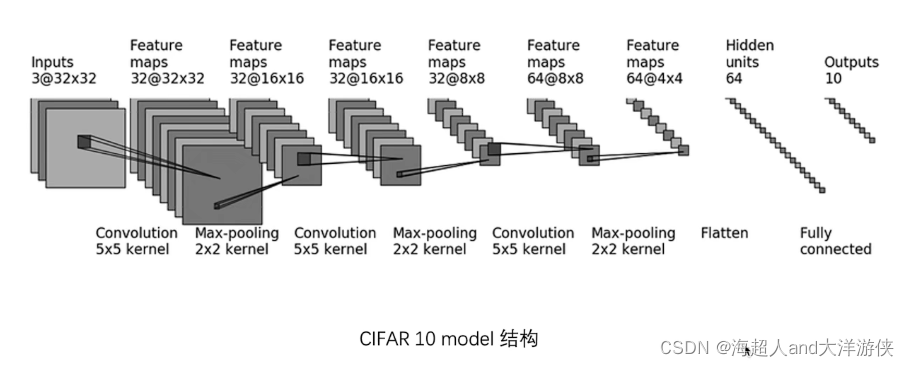 Inputs
3@32x32
Feature
maps
32@32x32
Feature
maps
32@16x16
Feature
maps
32@16x16
Feature
maps
32@8x8
Feature
maps
64@8x8
Feature
maps
64@4x4
Hidden
units
64
Outputs
10
Convolution
5x5 kernel
Max-pooling
2x2 kernel
Convolution
5x5 kernel
Max-pooling
2x2 kernel
Convolution
5x5 kernel
Max-pooling
2x2 kernel
Flatten
Fully
connected
CIFAR 10 model 结构
CSDN @海超人and大洋游侠